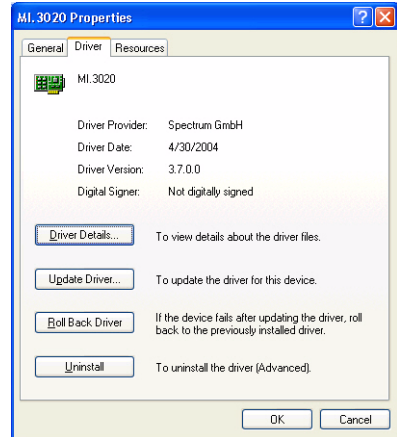 MI.3020 Properties
General Driver Resources
MI.3020
Driver Provider: Spectrum GmbH
Driver Date: 4/30/2004
Driver Version: 3.7.0.0
Digital Signer: Not digitally signed
Driver Details... To view details about the driver files.
Update Driver... To update the driver for this device.
Roll Back Driver If the device fails after updating the driver, roll
back to the previously installed driver.
Uninstall To uninstall the driver (Advanced).
OK Cancel